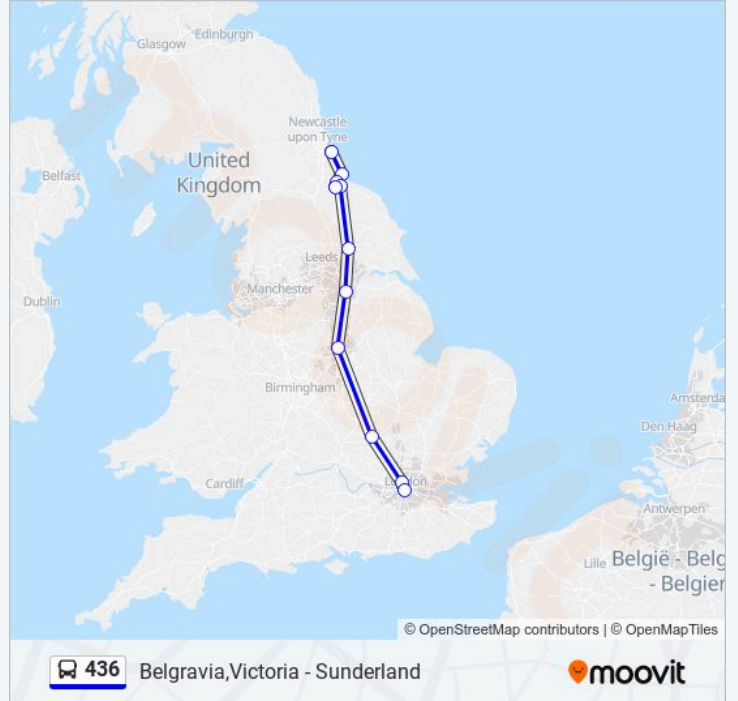 Edinburgh
Glasgow
Newcastle
upon Tyne
United
Kingdom
Belfast
Leeds
Manchester
Dublin
Birmingham
Amsterda
Den Haag
Cardiff
London
Antwerpen
Lille
België - Belg
- Belgier
© OpenStreetMap contributors | © OpenMapTiles
436
Belgravia,Victoria - Sunderland
moovit